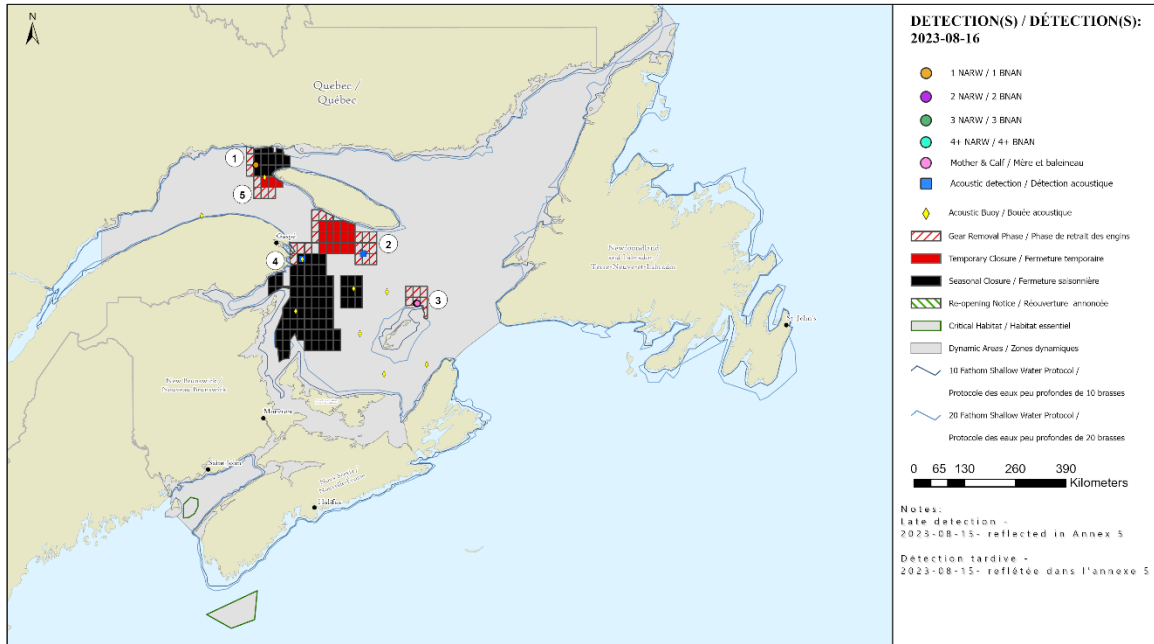 N
Quebec /
Québec
1
5
Gaspé
2
4
3
Newfoundland
and Labrador /
Terre-Neuve-et-Labrador
St. John's
New Brunswick /
Nouveau Brunswick
Moncton
Saint John
Halifax
DETECTION(S) / DÉTECTION(S):
2023-08-16
1 NARW / 1 BNAN
2 NARW / 2 BNAN
3 NARW / 3 BNAN
4+ NARW / 4+ BNAN
Mother & Calf / Mère et baleineau
Acoustic detection / Détection acoustique
Acoustic Buoy / Bouée acoustique
Gear Removal Phase / Phase de retrait des engins
Temporary Closure / Fermeture temporaire
Seasonal Closure / Fermeture saisonnière
Re-opening Notice / Réouverture annoncée
Critical Habitat / Habitat essentiel
Dynamic Areas / Zones dynamiques
10 Fathom Shallow Water Protocol /
Protocole des eaux peu profondes de 10 brasses
20 Fathom Shallow Water Protocol /
Protocole des eaux peu profondes de 20 brasses
0 65 130 260 390
Kilometers
Notes:
Late detection -
2023-08-15- reflected in Annex 5
Détection tardive -
2023-08-15- reflétée dans l'annexe 5